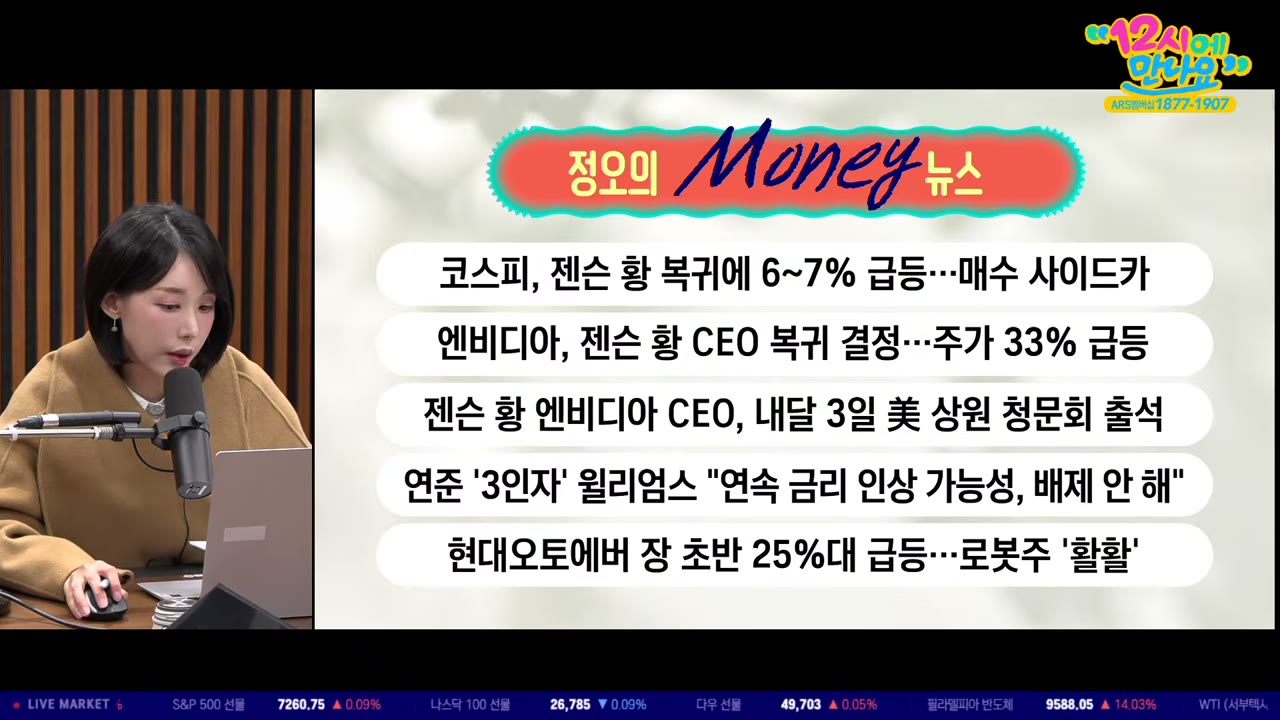 "12시에
만나요"
ARS멤버십 1877-1907
정오의 Money 뉴스
코스피, 젠슨 황 복귀에 6~7% 급등…매수 사이드카
엔비디아, 젠슨 황 CEO 복귀 결정…주가 33% 급등
젠슨 황 엔비디아 CEO, 내달 3일 美 상원 청문회 출석
연준 '3인자' 윌리엄스 "연속 금리 인상 가능성, 배제 안 해"
현대오토에버 장 초반 25%대 급등…로봇주 '활활'
LIVE MARKET S&P 500 선물 7260.75 ▲ 0.09% 나스닥 100 선물 26,785 ▼ 0.09% 다우 선물 49,703 ▲ 0.05% 필라델피아 반도체 9588.05 ▲ 14.03% WTI (서부텍사